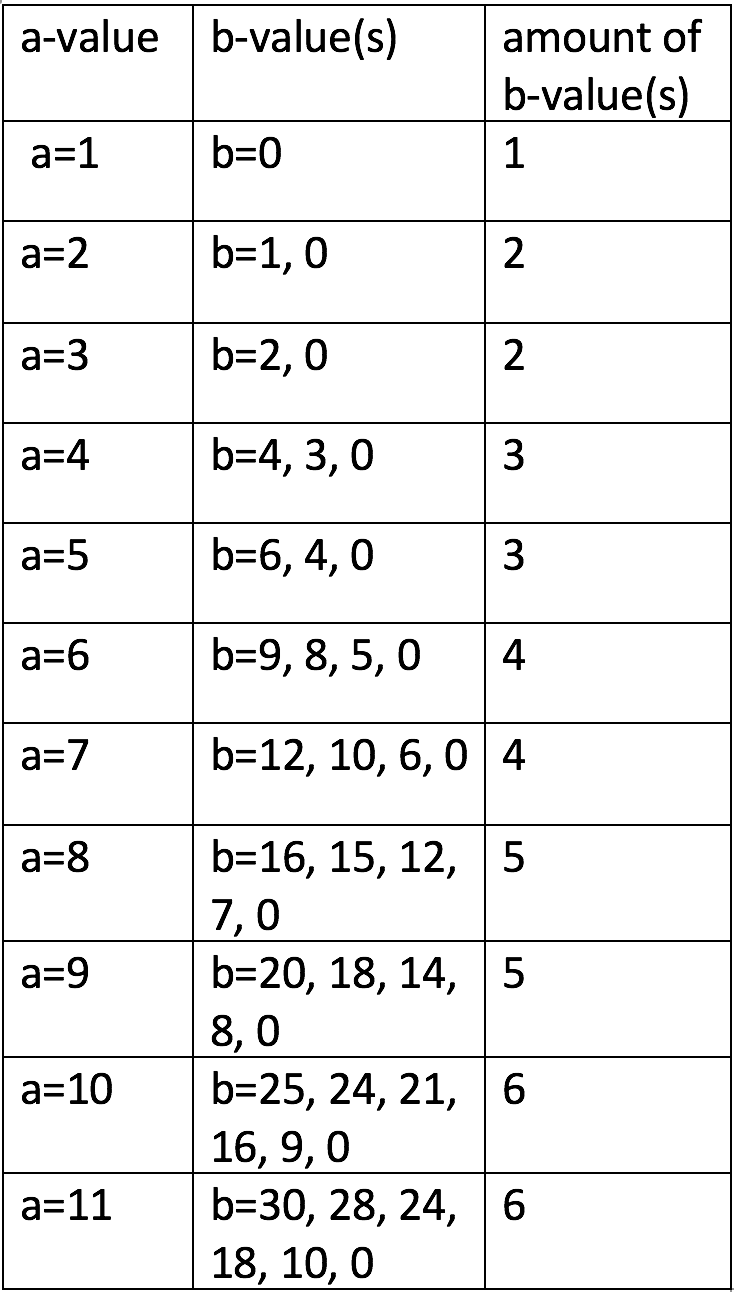 a-value b-value(s) amount of
b-value(s)
a=1 b=0 1
a=2 b=1, 0 2
a=3 b=2, 0 2
a=4 b=4, 3, 0 3
a=5 b=6, 4, 0 3
a=6 b=9, 8, 5, 0 4
a=7 b=12, 10, 6, 0 4
a=8 b=16, 15, 12, 5
7, 0
a=9 b=20, 18, 14, 5
8, 0
a=10 b=25, 24, 21, 6
16, 9, 0
a=11 b=30, 28, 24, 6
18, 10, 0